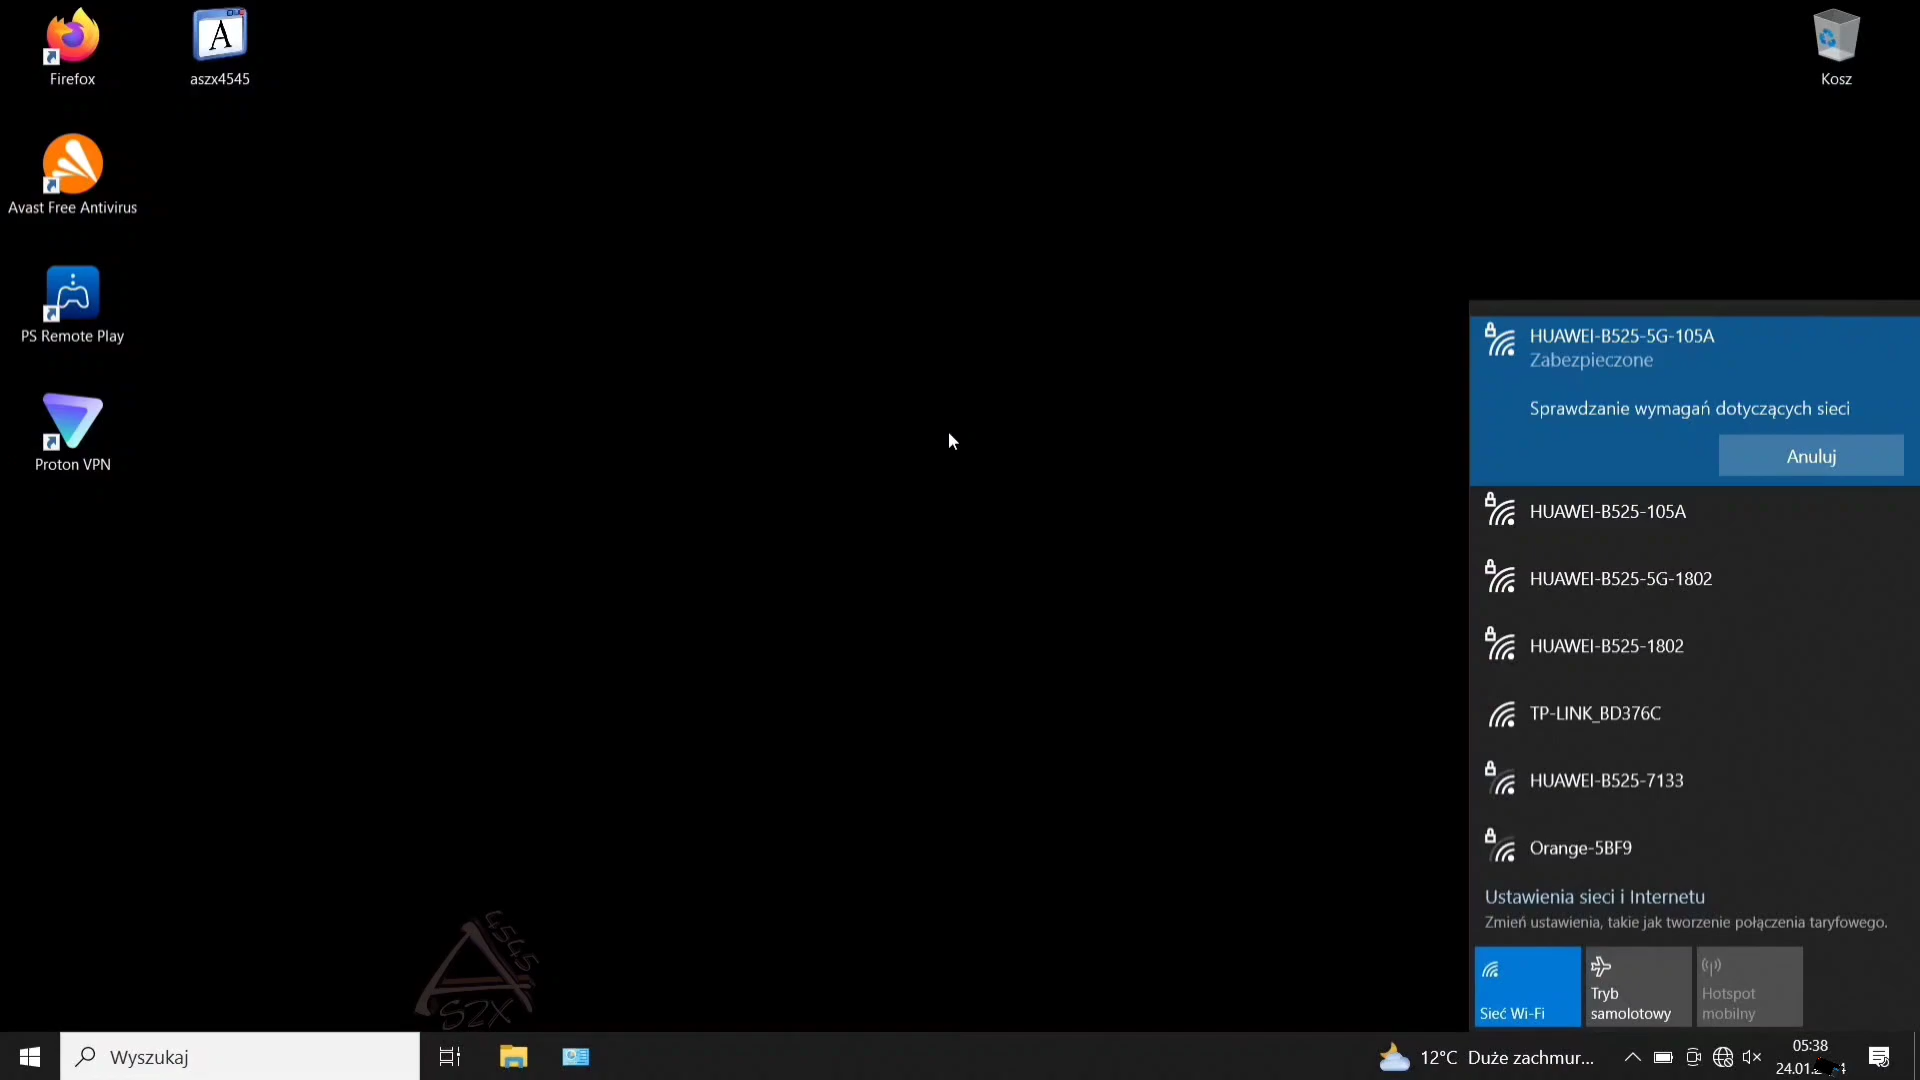 Firefox
aszx4545
Kosz
Avast Free Antivirus
PS Remote Play
Proton VPN
HUAWEI-B525-5G-105A
Zabezpieczone
Sprawdzanie wymagań dotyczących sieci
Anuluj
HUAWEI-B525-105A
HUAWEI-B525-5G-1802
HUAWEI-B525-1802
TP-LINK_BD376C
HUAWEI-B525-7133
Orange-5BF9
Ustawienia sieci i Internetu
Zmień ustawienia, takie jak tworzenie połączenia taryfowego.
Sieć Wi-Fi
Tryb
samolotowy
Hotspot
mobilny
A
4545
SZX
Wyszukaj
12°C Duże zachmur...
05:38